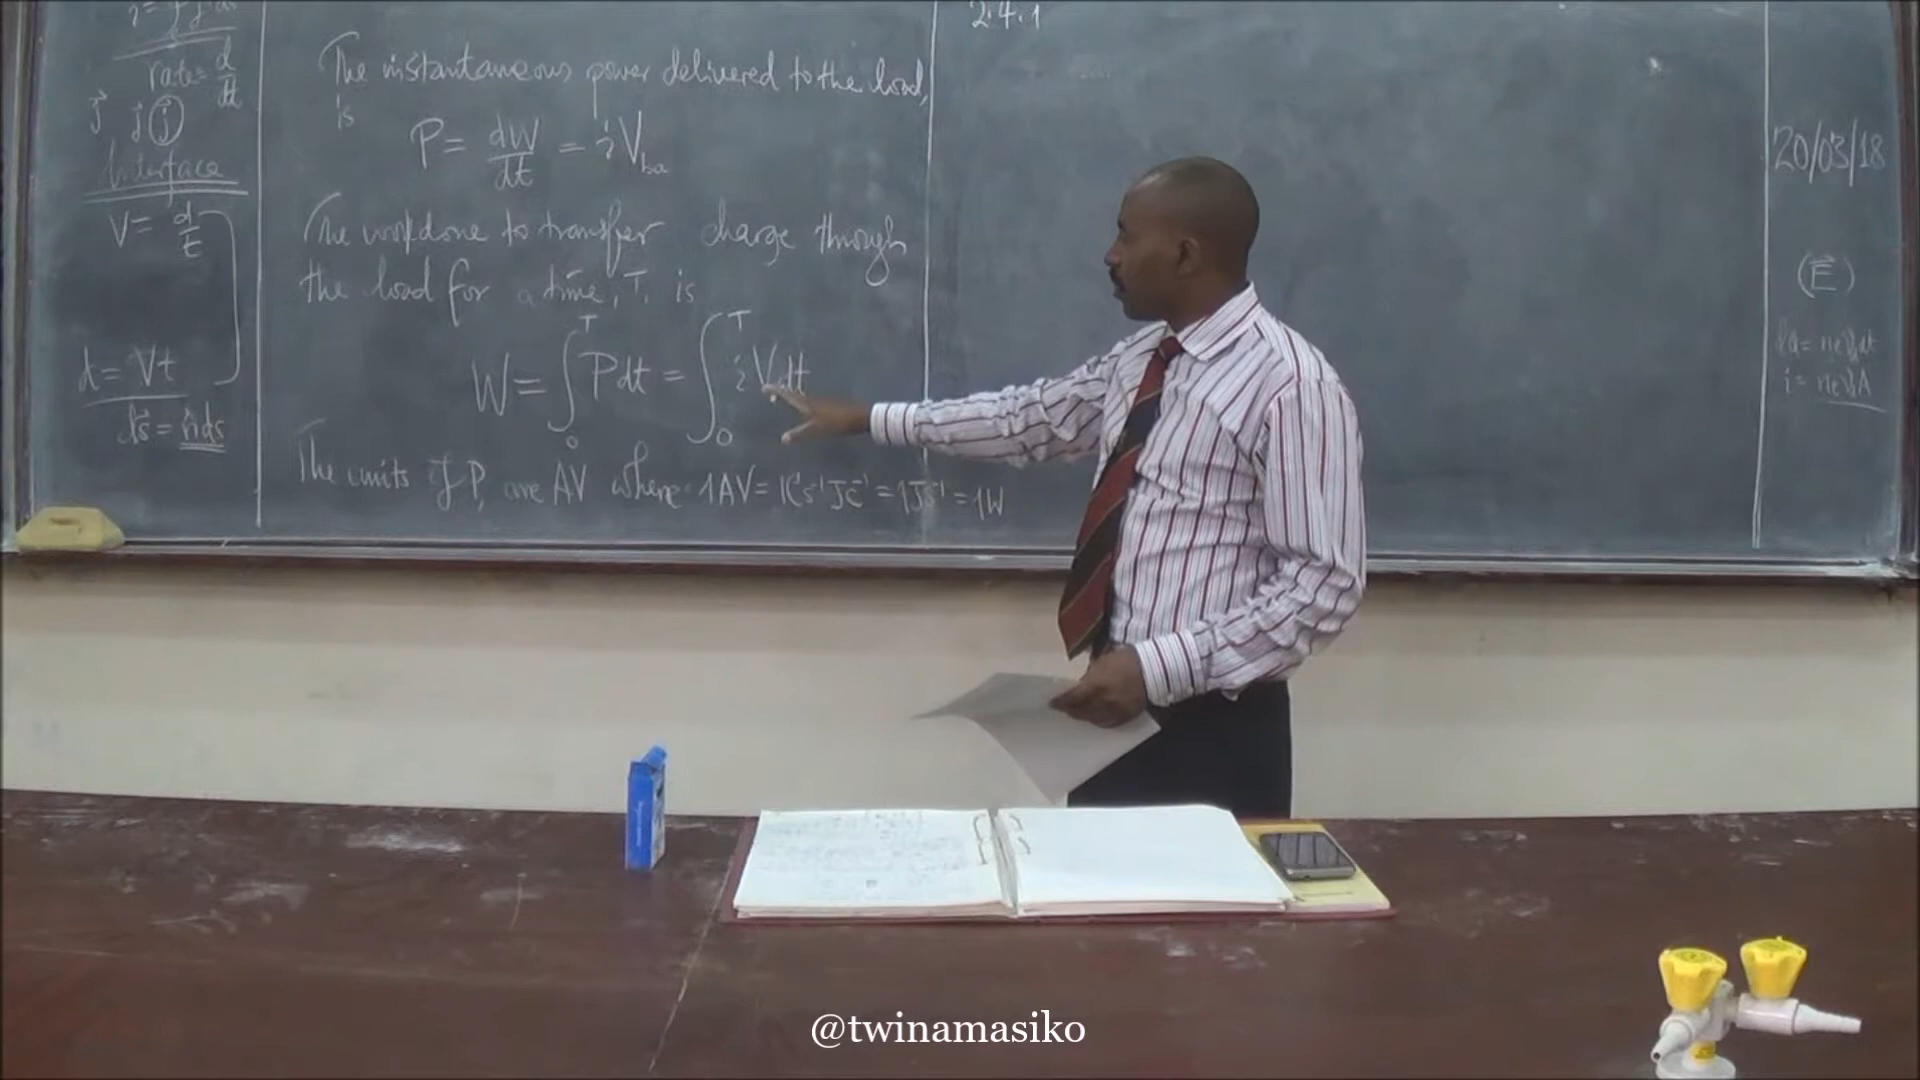 rate = d/dt
j j (j)
Interface
V = d/t
d = Vt
ds = n̂ds
The instantaneous power delivered to the load,
is
P = dW/dt = iV_ba
The workdone to transfer charge through
the load for a time, T, is
W = ∫₀ᵀ P dt = ∫₀ᵀ iV dt
The units of P, are AV where 1AV = 1Cs⁻¹JC⁻¹ = 1Js⁻¹ = 1W
2.4.1
20/03/18
(E⃗)
i = neV_dA
@twinamasiko